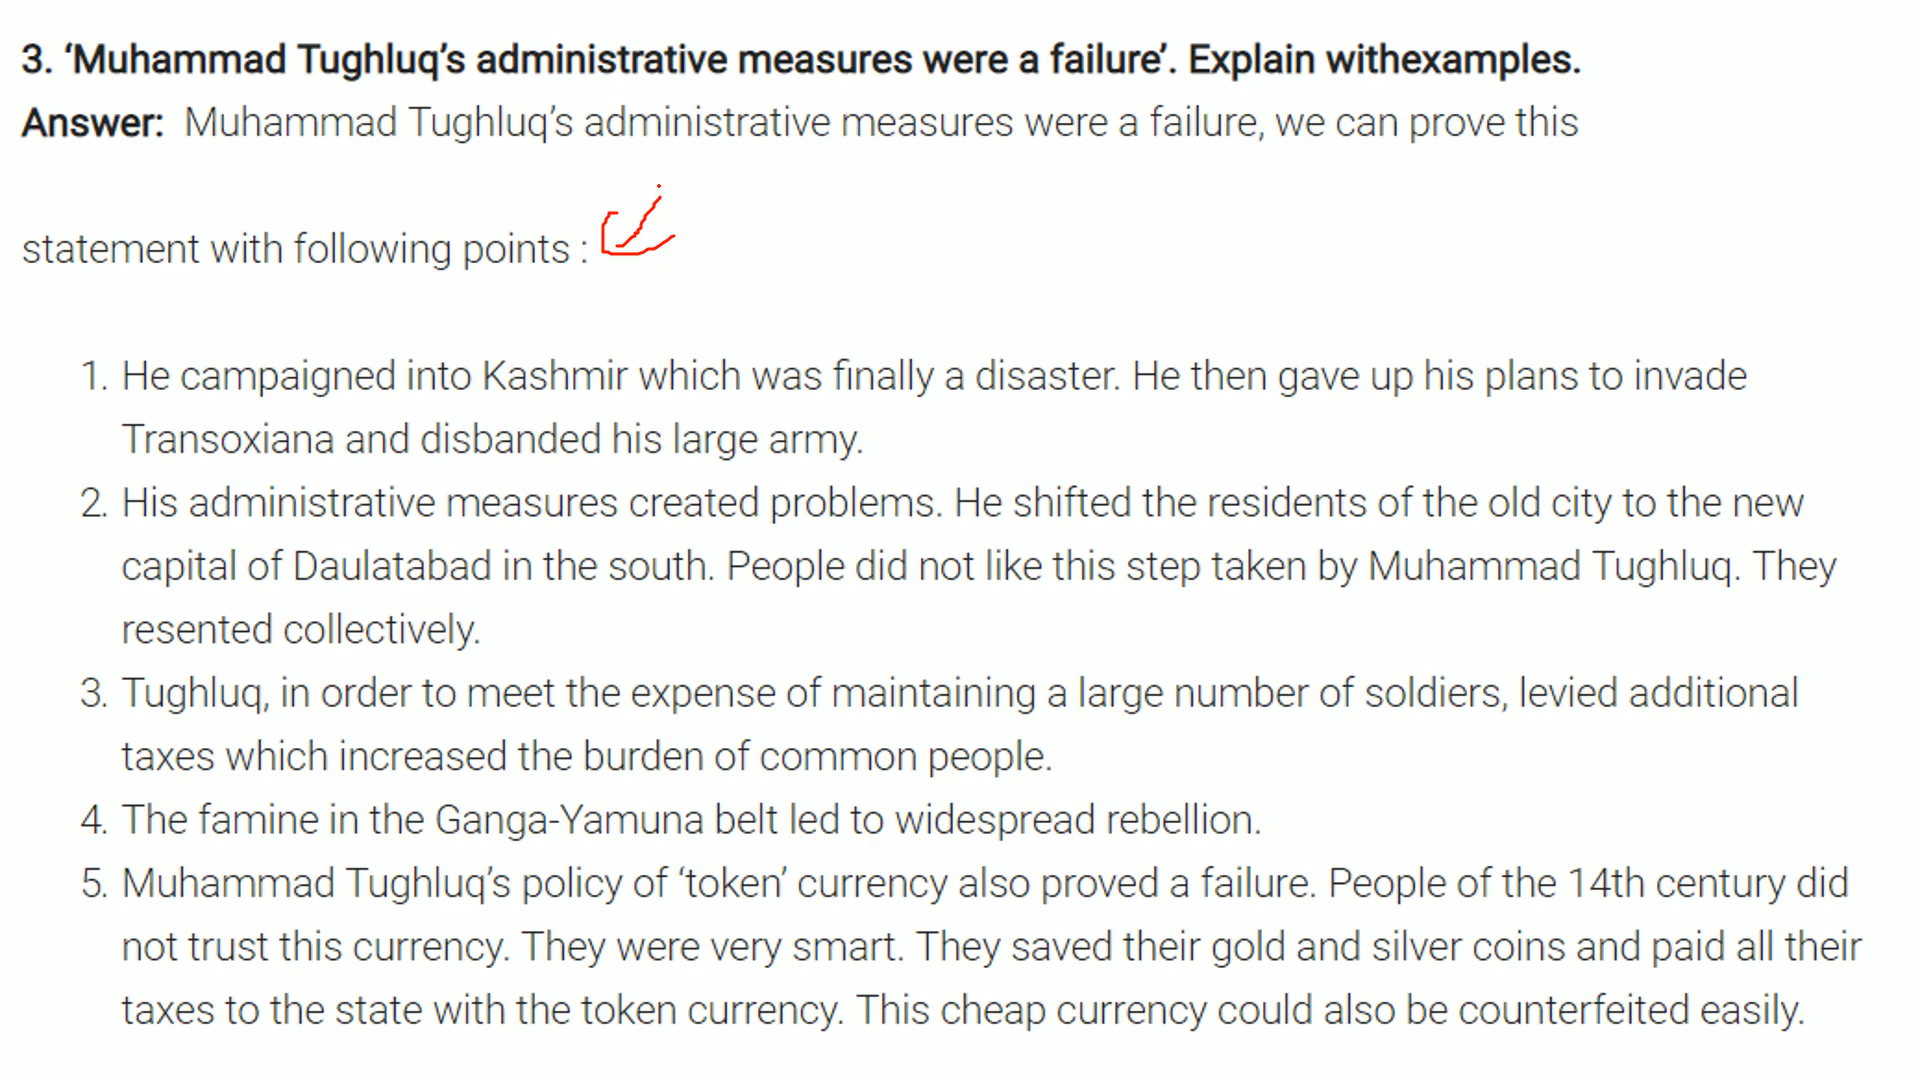 3. ‘Muhammad Tughluq’s administrative measures were a failure’. Explain withexamples.
Answer: Muhammad Tughluq’s administrative measures were a failure, we can prove this
statement with following points :
1. He campaigned into Kashmir which was finally a disaster. He then gave up his plans to invade
Transoxiana and disbanded his large army.
2. His administrative measures created problems. He shifted the residents of the old city to the new
capital of Daulatabad in the south. People did not like this step taken by Muhammad Tughluq. They
resented collectively.
3. Tughluq, in order to meet the expense of maintaining a large number of soldiers, levied additional
taxes which increased the burden of common people.
4. The famine in the Ganga-Yamuna belt led to widespread rebellion.
5. Muhammad Tughluq’s policy of ‘token’ currency also proved a failure. People of the 14th century did
not trust this currency. They were very smart. They saved their gold and silver coins and paid all their
taxes to the state with the token currency. This cheap currency could also be counterfeited easily.